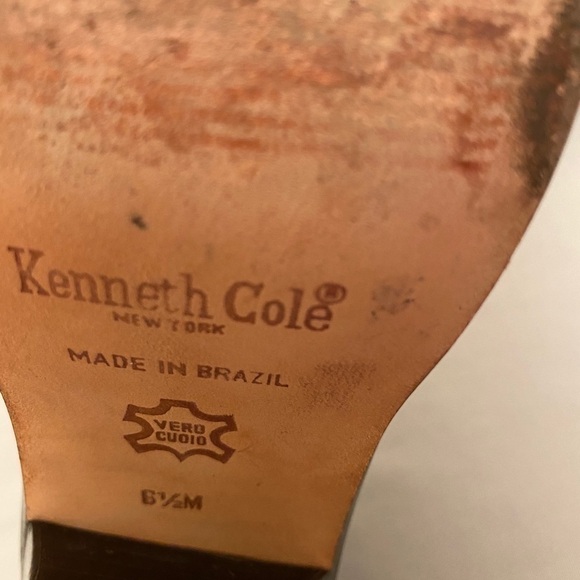 Kenneth Cole®
NEW YORK
MADE IN BRAZIL
VERO
CUOIO
6½M